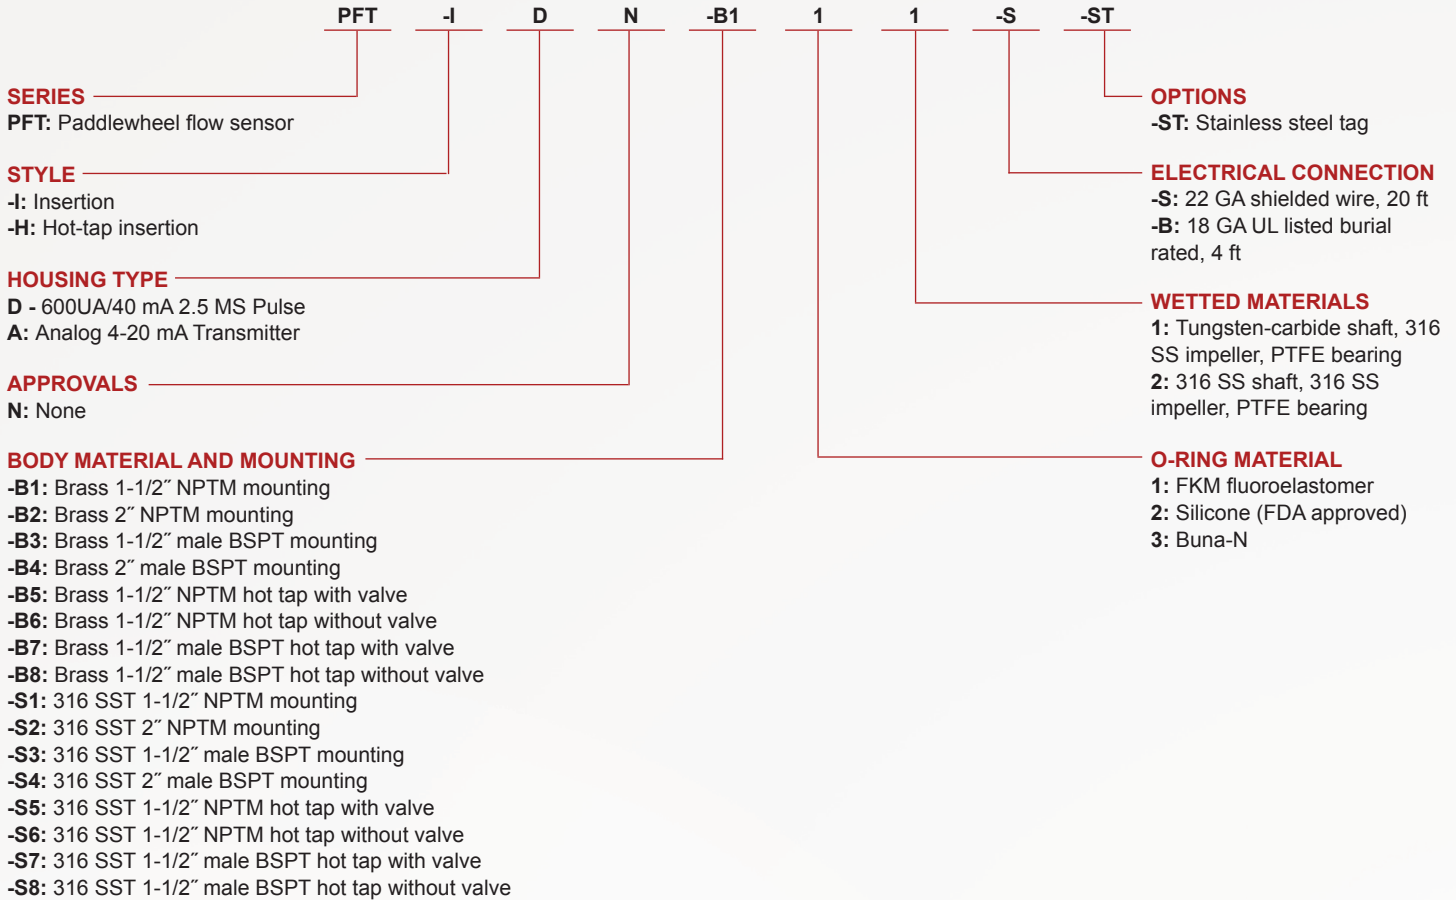 PFT -I D N -B1 1 1 -S -ST
SERIES
PFT: Paddlewheel flow sensor
STYLE
-I: Insertion
-H: Hot-tap insertion
HOUSING TYPE
D - 600UA/40 mA 2.5 MS Pulse
A: Analog 4-20 mA Transmitter
APPROVALS
N: None
BODY MATERIAL AND MOUNTING
-B1: Brass 1-1/2˝ NPTM mounting
-B2: Brass 2˝ NPTM mounting
-B3: Brass 1-1/2˝ male BSPT mounting
-B4: Brass 2˝ male BSPT mounting
-B5: Brass 1-1/2˝ NPTM hot tap with valve
-B6: Brass 1-1/2˝ NPTM hot tap without valve
-B7: Brass 1-1/2˝ male BSPT hot tap with valve
-B8: Brass 1-1/2˝ male BSPT hot tap without valve
-S1: 316 SST 1-1/2˝ NPTM mounting
-S2: 316 SST 2˝ NPTM mounting
-S3: 316 SST 1-1/2˝ male BSPT mounting
-S4: 316 SST 2˝ male BSPT mounting
-S5: 316 SST 1-1/2˝ NPTM hot tap with valve
-S6: 316 SST 1-1/2˝ NPTM hot tap without valve
-S7: 316 SST 1-1/2˝ male BSPT hot tap with valve
-S8: 316 SST 1-1/2˝ male BSPT hot tap without valve
OPTIONS
-ST: Stainless steel tag
ELECTRICAL CONNECTION
-S: 22 GA shielded wire, 20 ft
-B: 18 GA UL listed burial
rated, 4 ft
WETTED MATERIALS
1: Tungsten-carbide shaft, 316
SS impeller, PTFE bearing
2: 316 SS shaft, 316 SS
impeller, PTFE bearing
O-RING MATERIAL
1: FKM fluoroelastomer
2: Silicone (FDA approved)
3: Buna-N